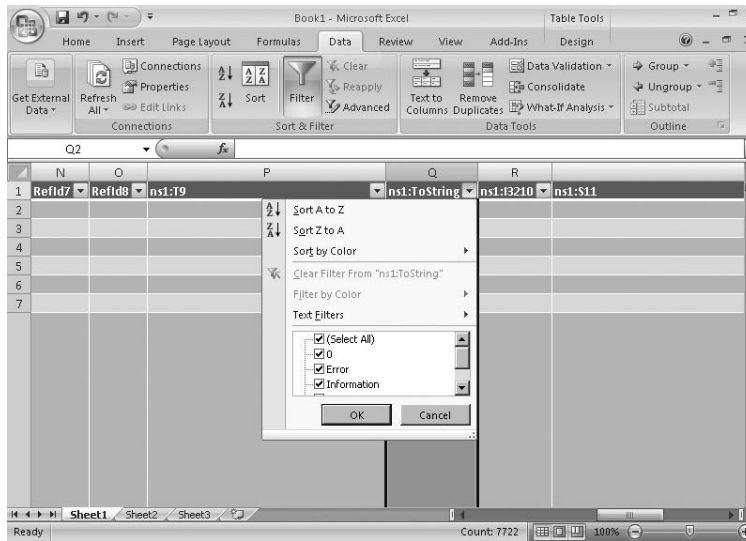 Book1 - Microsoft Excel Table Tools
Home Insert Page Layout Formulas Data Review View Add-Ins Design
Get External Data
Refresh All
Connections
Properties
Edit Links
Connections
Sort
Filter
Clear
Reapply
Advanced
Sort & Filter
Text to Columns
Remove Duplicates
Data Validation
Consolidate
What-If Analysis
Data Tools
Group
Ungroup
Subtotal
Outline
Q2 fx
N O P Q R
1 RefId7 RefId8 ns1:T9 ns1:ToString ns1:I3210 ns1:S11
2
3
4
5
6
7
Sort A to Z
Sort Z to A
Sort by Color
Clear Filter From "ns1:ToString"
Filter by Color
Text Filters
(Select All)
0
Error
Information
OK Cancel
Sheet1 Sheet2 Sheet3
Ready Count: 7722 100%